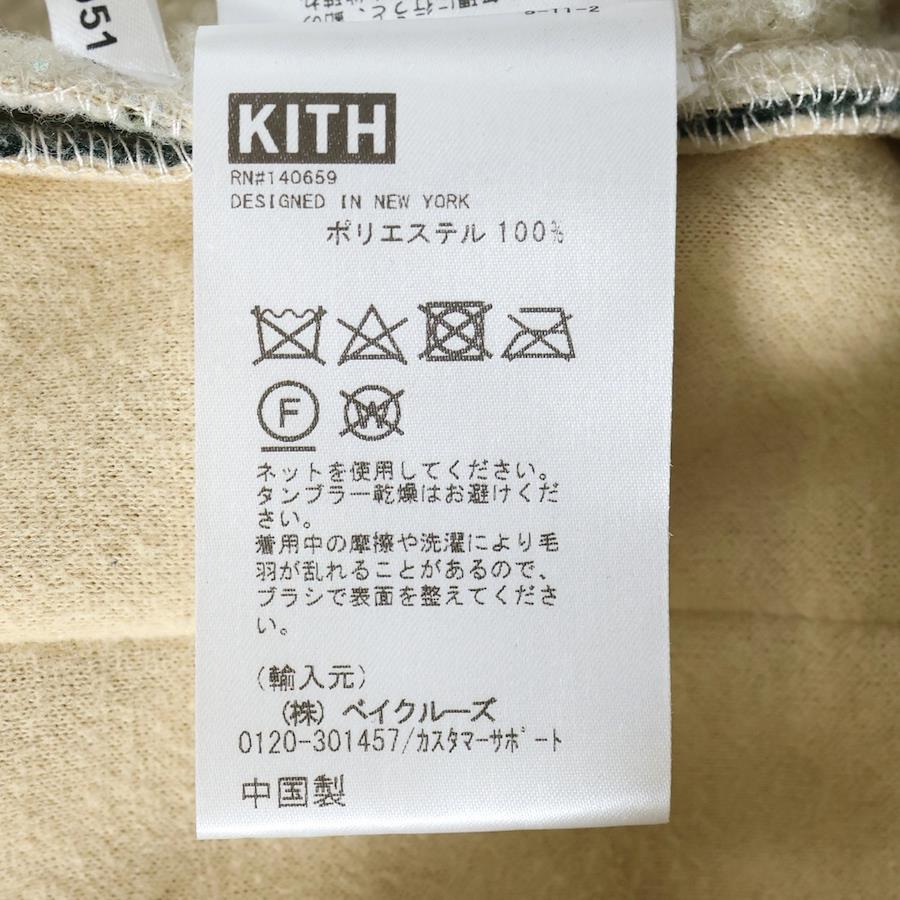 051
9-11-2
KITH
RN#140659
DESIGNED IN NEW YORK
ポリエステル 100%
F
W
ネットを使用してください。
タンブラー乾燥はお避けくだ
さい。
着用中の摩擦や洗濯により毛
羽が乱れることがあるので、
ブラシで表面を整えてくださ
い。
(輸入元)
(株) ベイクルーズ
0120-301457/カスタマーサポート
中国製